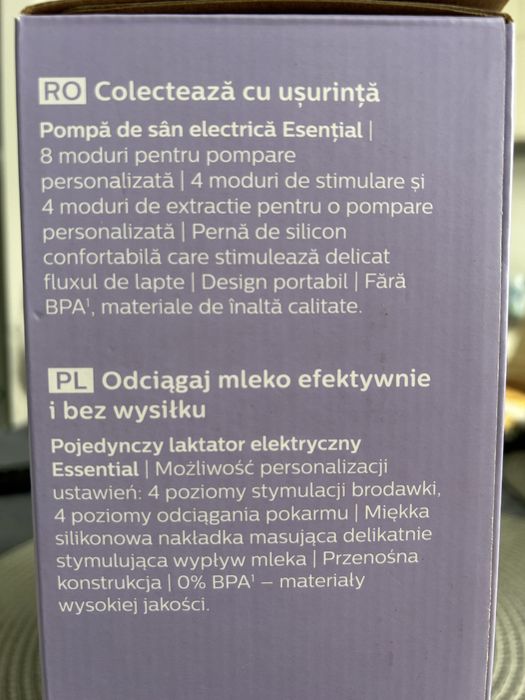 RO Colectează cu ușurință
Pompă de sân electrică Esențial |
8 moduri pentru pompare
personalizată | 4 moduri de stimulare și
4 moduri de extractie pentru o pompare
personalizată | Pernă de silicon
confortabilă care stimulează delicat
fluxul de lapte | Design portabil | Fără
BPA¹, materiale de înaltă calitate.
PL Odciągaj mleko efektywnie
i bez wysiłku
Pojedynczy laktator elektryczny
Essential | Możliwość personalizacji
ustawień: 4 poziomy stymulacji brodawki,
4 poziomy odciągania pokarmu | Miękka
silikonowa nakładka masująca delikatnie
stymulująca wypływ mleka | Przenośna
konstrukcja | 0% BPA¹ – materiały
wysokiej jakości.